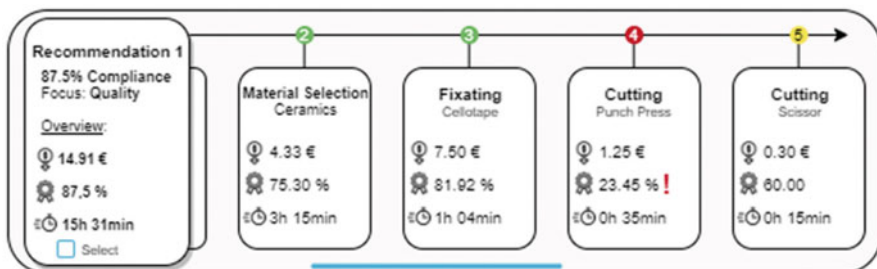 Recommendation 1
87.5% Compliance
Focus: Quality
Overview:
14.91 €
87,5 %
15h 31min
Select
2
Material Selection
Ceramics
4.33 €
75.30 %
3h 15min
3
Fixating
Cellotape
7.50 €
81.92 %
1h 04min
4
Cutting
Punch Press
1.25 €
23.45 % !
0h 35min
5
Cutting
Scissor
0.30 €
60.00
0h 15min